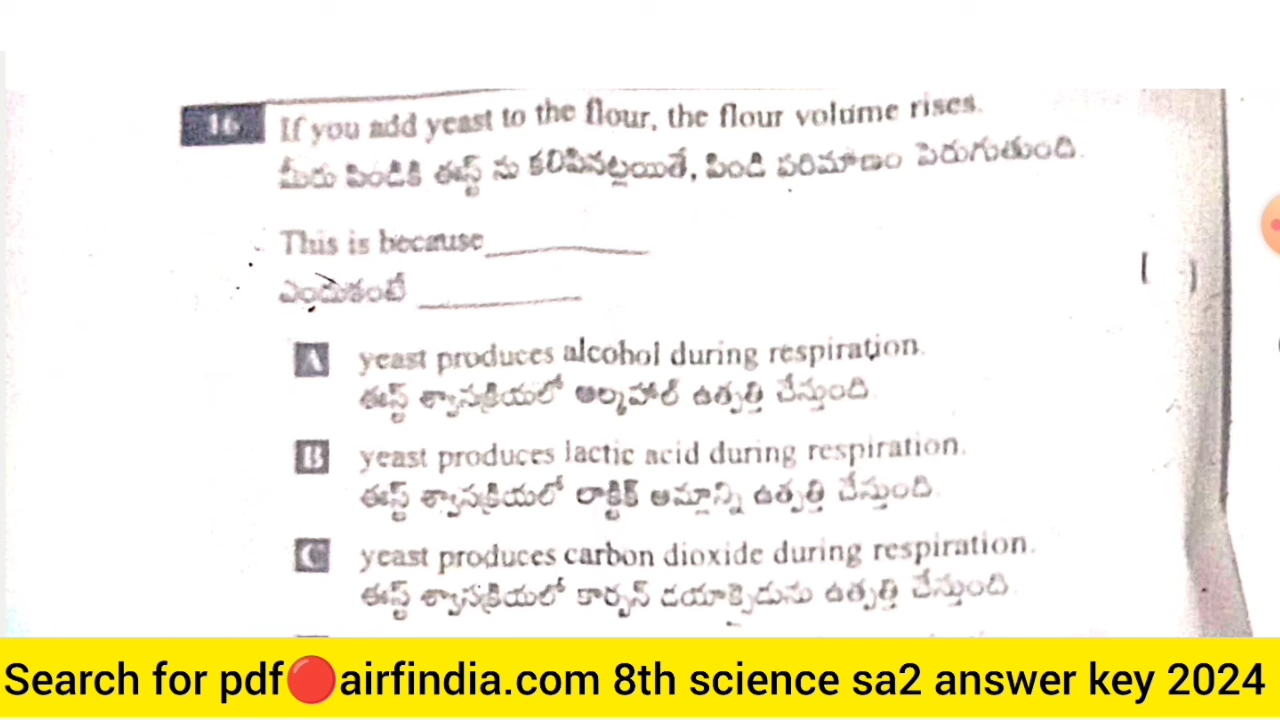 16 If you add yeast to the flour, the flour volume rises.
మీరు పిండికి ఈస్ట్ ను కలిపినట్లయితే, పిండి పరిమాణం పెరుగుతుంది.
This is because
ఎందుకంటే
[ ]
A yeast produces alcohol during respiration.
ఈస్ట్ శ్వాసక్రియలో ఆల్కహాల్ ఉత్పత్తి చేస్తుంది.
B yeast produces lactic acid during respiration.
ఈస్ట్ శ్వాసక్రియలో లాక్టిక్ ఆమ్లాన్ని ఉత్పత్తి చేస్తుంది.
C yeast produces carbon dioxide during respiration.
ఈస్ట్ శ్వాసక్రియలో కార్బన్ డయాక్సైడును ఉత్పత్తి చేస్తుంది.
Search for pdf🔴airfindia.com 8th science sa2 answer key 2024